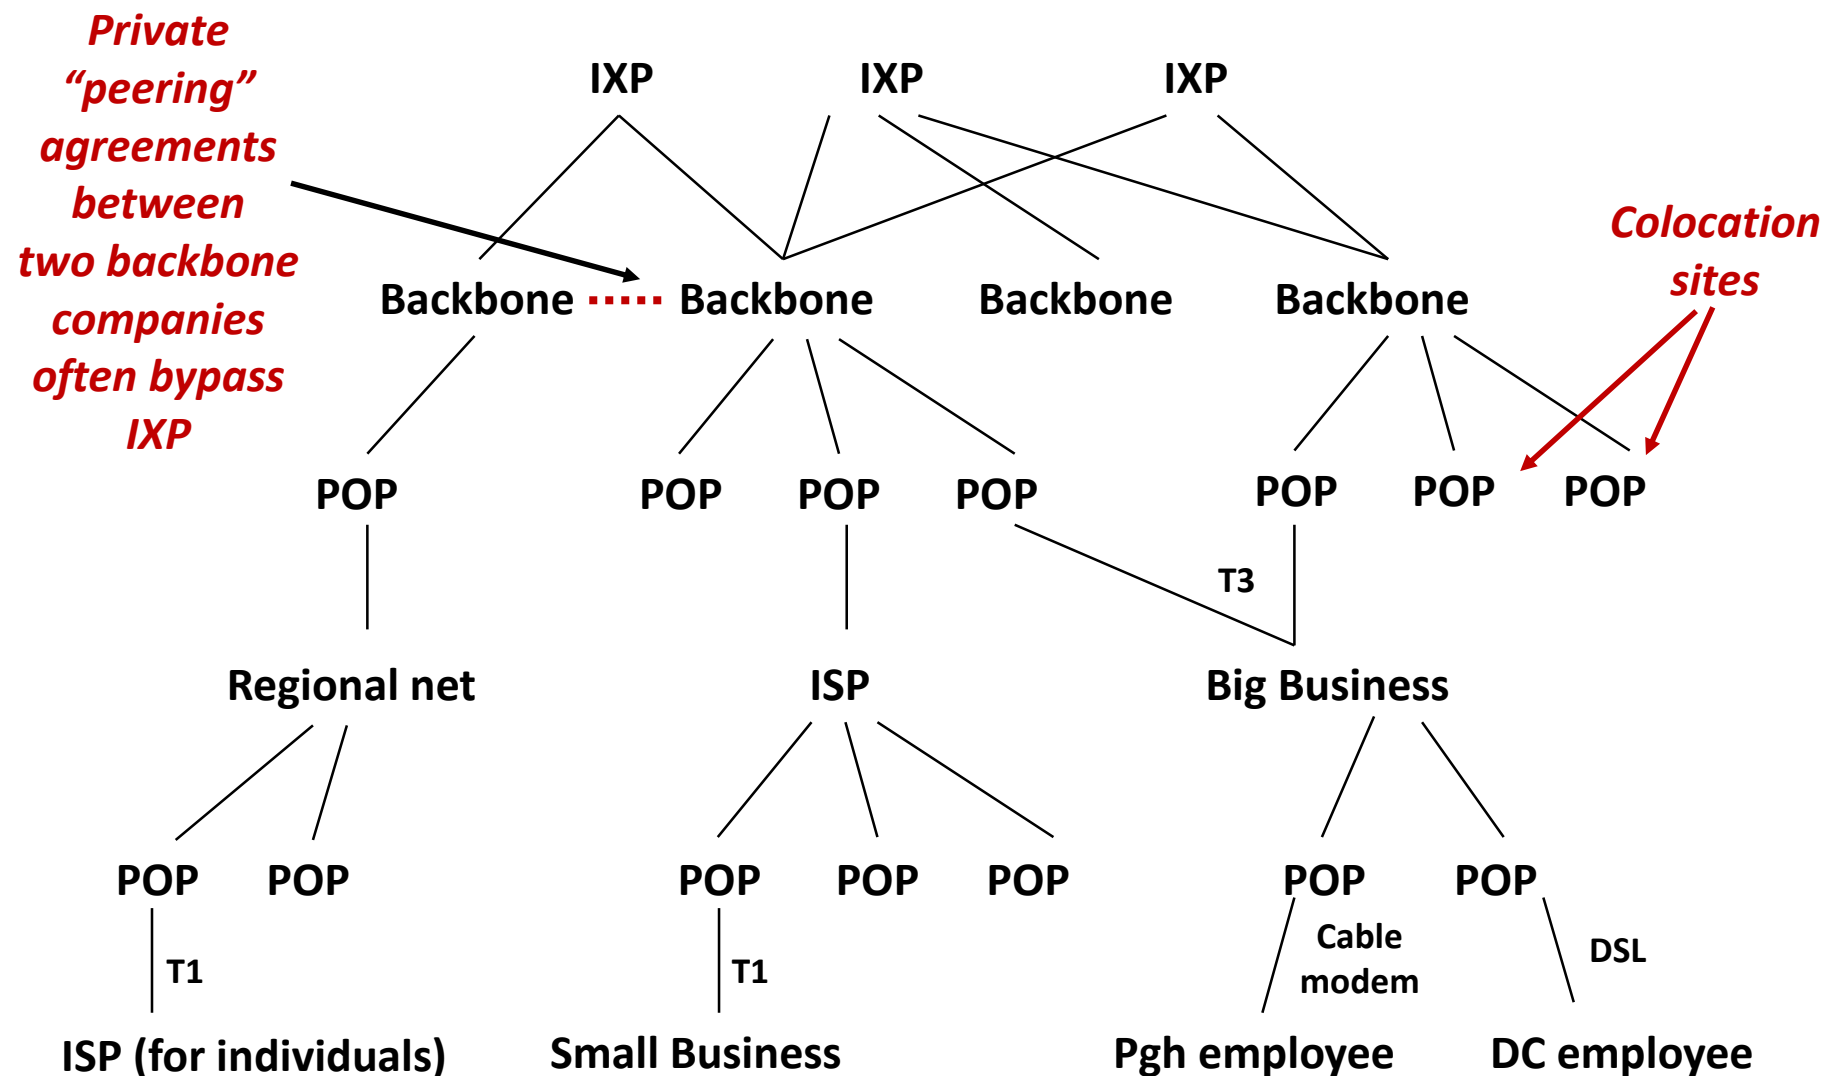 Private
“peering”
agreements
between
two backbone
companies
often bypass
IXP
IXP IXP IXP
Colocation
sites
Backbone Backbone Backbone Backbone
POP POP POP POP POP POP POP
T3
Regional net ISP Big Business
POP POP POP POP POP POP POP
T1 T1 Cable
modem DSL
ISP (for individuals) Small Business Pgh employee DC employee